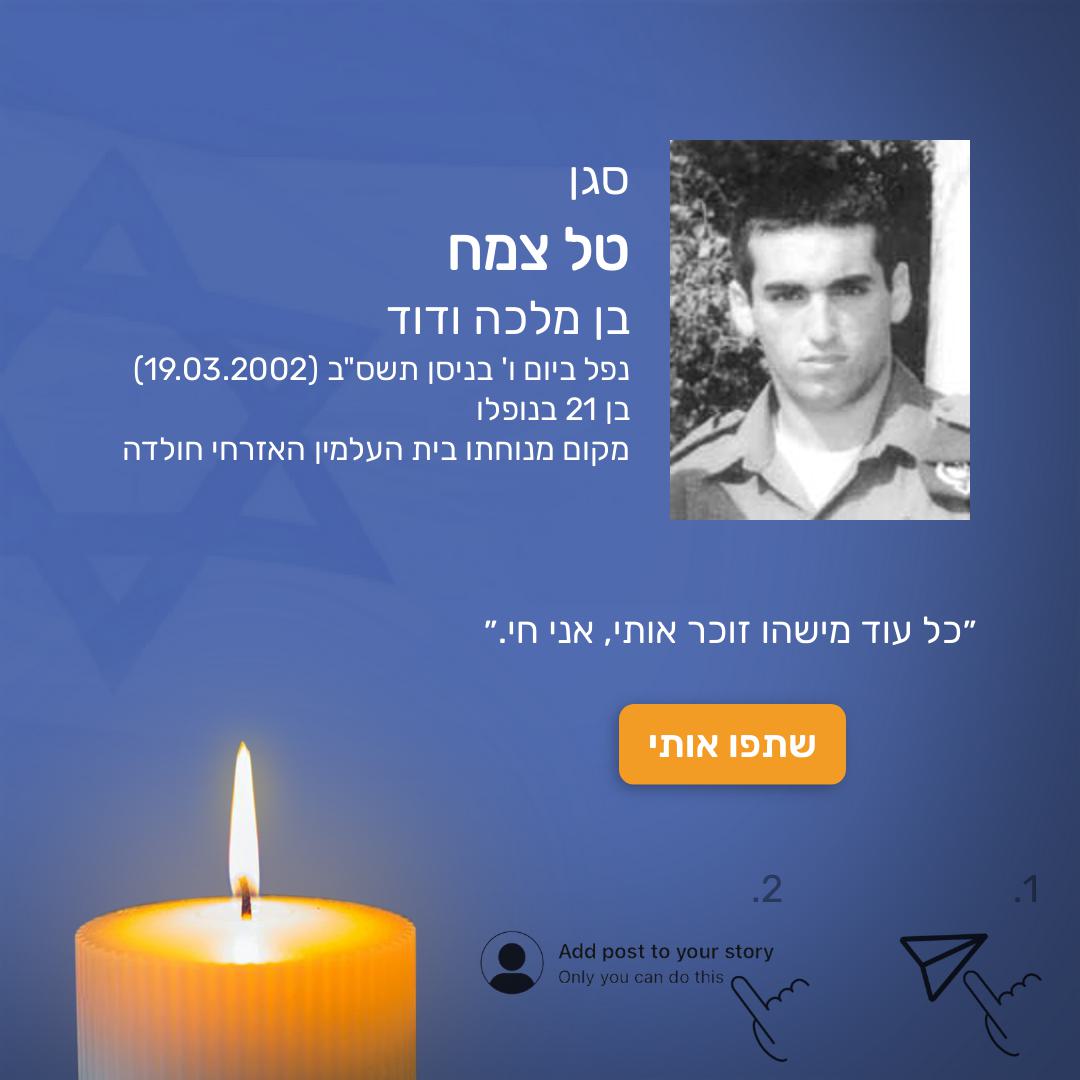 סגן
טל צמח
בן מלכה ודוד
נפל ביום ו' בניסן תשס"ב (19.03.2002)
בן 21 בנופלו
מקום מנוחתו בית העלמין האזרחי חולדה
״כל עוד מישהו זוכר אותי, אני חי.״
שתפו אותי
1.
2.
Add post to your story
Only you can do this